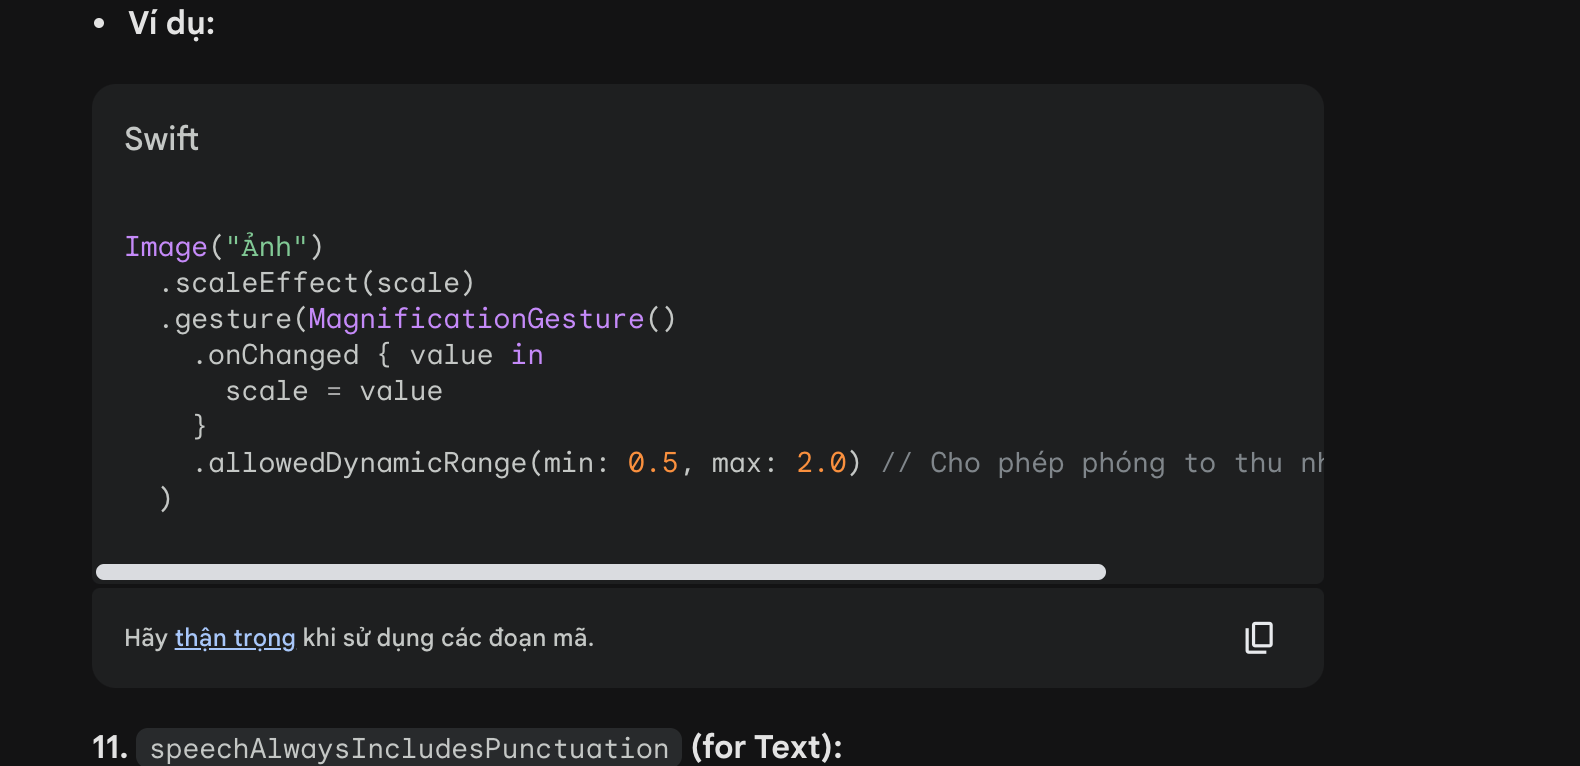 • Ví dụ:
Swift
Image("Ảnh")
  .scaleEffect(scale)
  .gesture(MagnificationGesture()
    .onChanged { value in
      scale = value
    }
    .allowedDynamicRange(min: 0.5, max: 2.0) // Cho phép phóng to thu
  )
Hãy thận trọng khi sử dụng các đoạn mã.
11. speechAlwaysIncludesPunctuation (for Text):